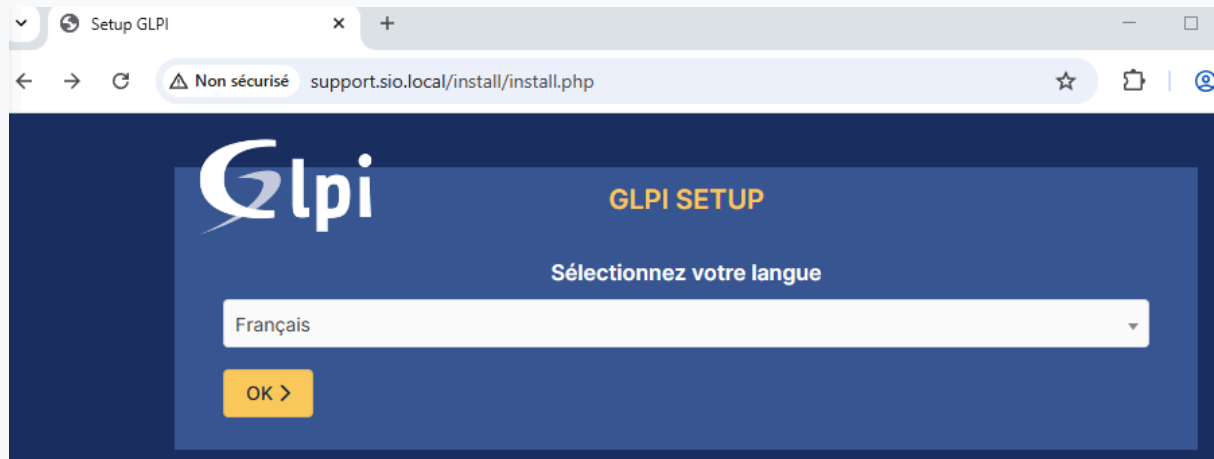 Setup GLPI
Non sécurisé support.sio.local/install/install.php
Glpi
GLPI SETUP
Sélectionnez votre langue
Français
OK